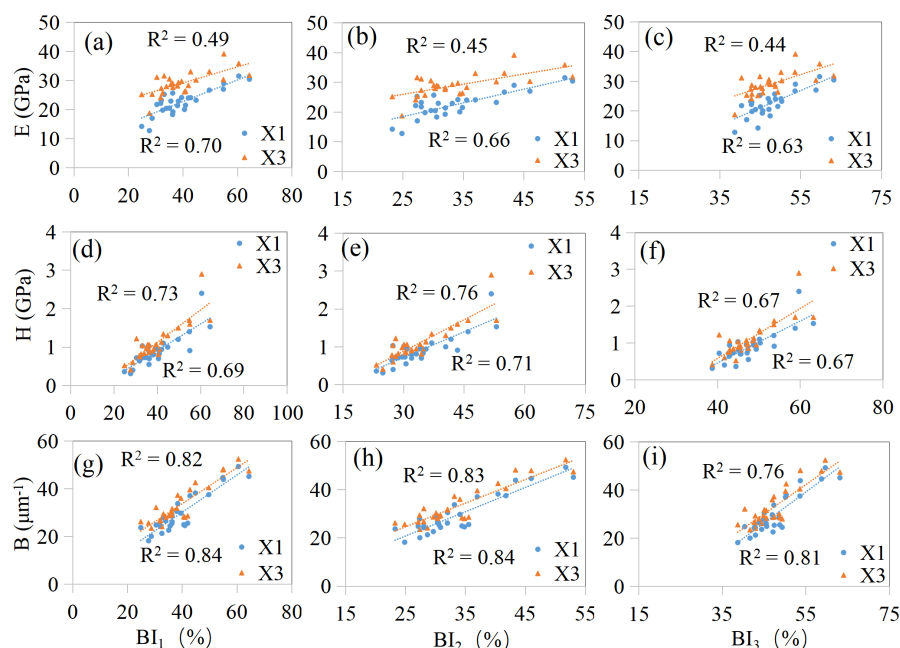 (a)
R² = 0.49
R² = 0.70
X1
X3
E (GPa)
50
40
30
20
10
0
0 20 40 60 80
(b)
R² = 0.45
R² = 0.66
X1
X3
50
40
30
20
10
0
15 25 35 45 55
(c)
R² = 0.44
R² = 0.63
X1
X3
50
40
30
20
10
0
15 35 55 75
(d)
R² = 0.73
R² = 0.69
X1
X3
H (GPa)
4
3
2
1
0
0 20 40 60 80 100
(e)
R² = 0.76
R² = 0.71
X1
X3
4
3
2
1
0
15 30 45 60 75
(f)
R² = 0.67
R² = 0.67
X1
X3
4
3
2
1
0
20 40 60 80
(g)
R² = 0.82
R² = 0.84
X1
X3
B (μm⁻¹)
60
40
20
0
0 20 40 60 80
BI₁ (%)
(h)
R² = 0.83
R² = 0.84
X1
X3
60
40
20
0
15 25 35 45 55
BI₂ (%)
(i)
R² = 0.76
R² = 0.81
X1
X3
60
40
20
0
15 35 55 75
BI₃ (%)